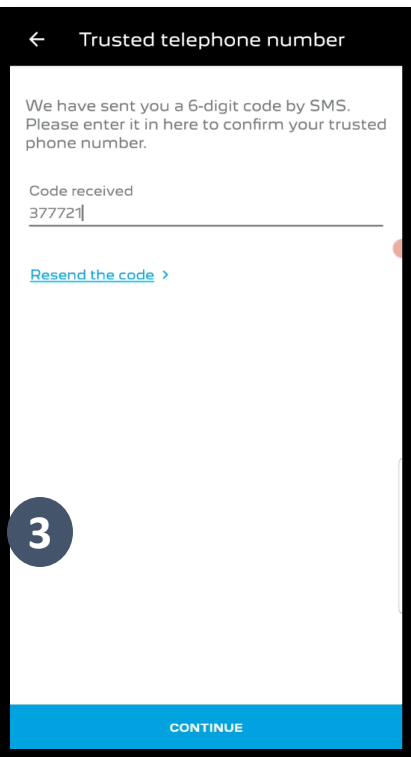 Trusted telephone number
We have sent you a 6-digit code by SMS.
Please enter it in here to confirm your trusted
phone number.
Code received
377721
Resend the code >
3
CONTINUE